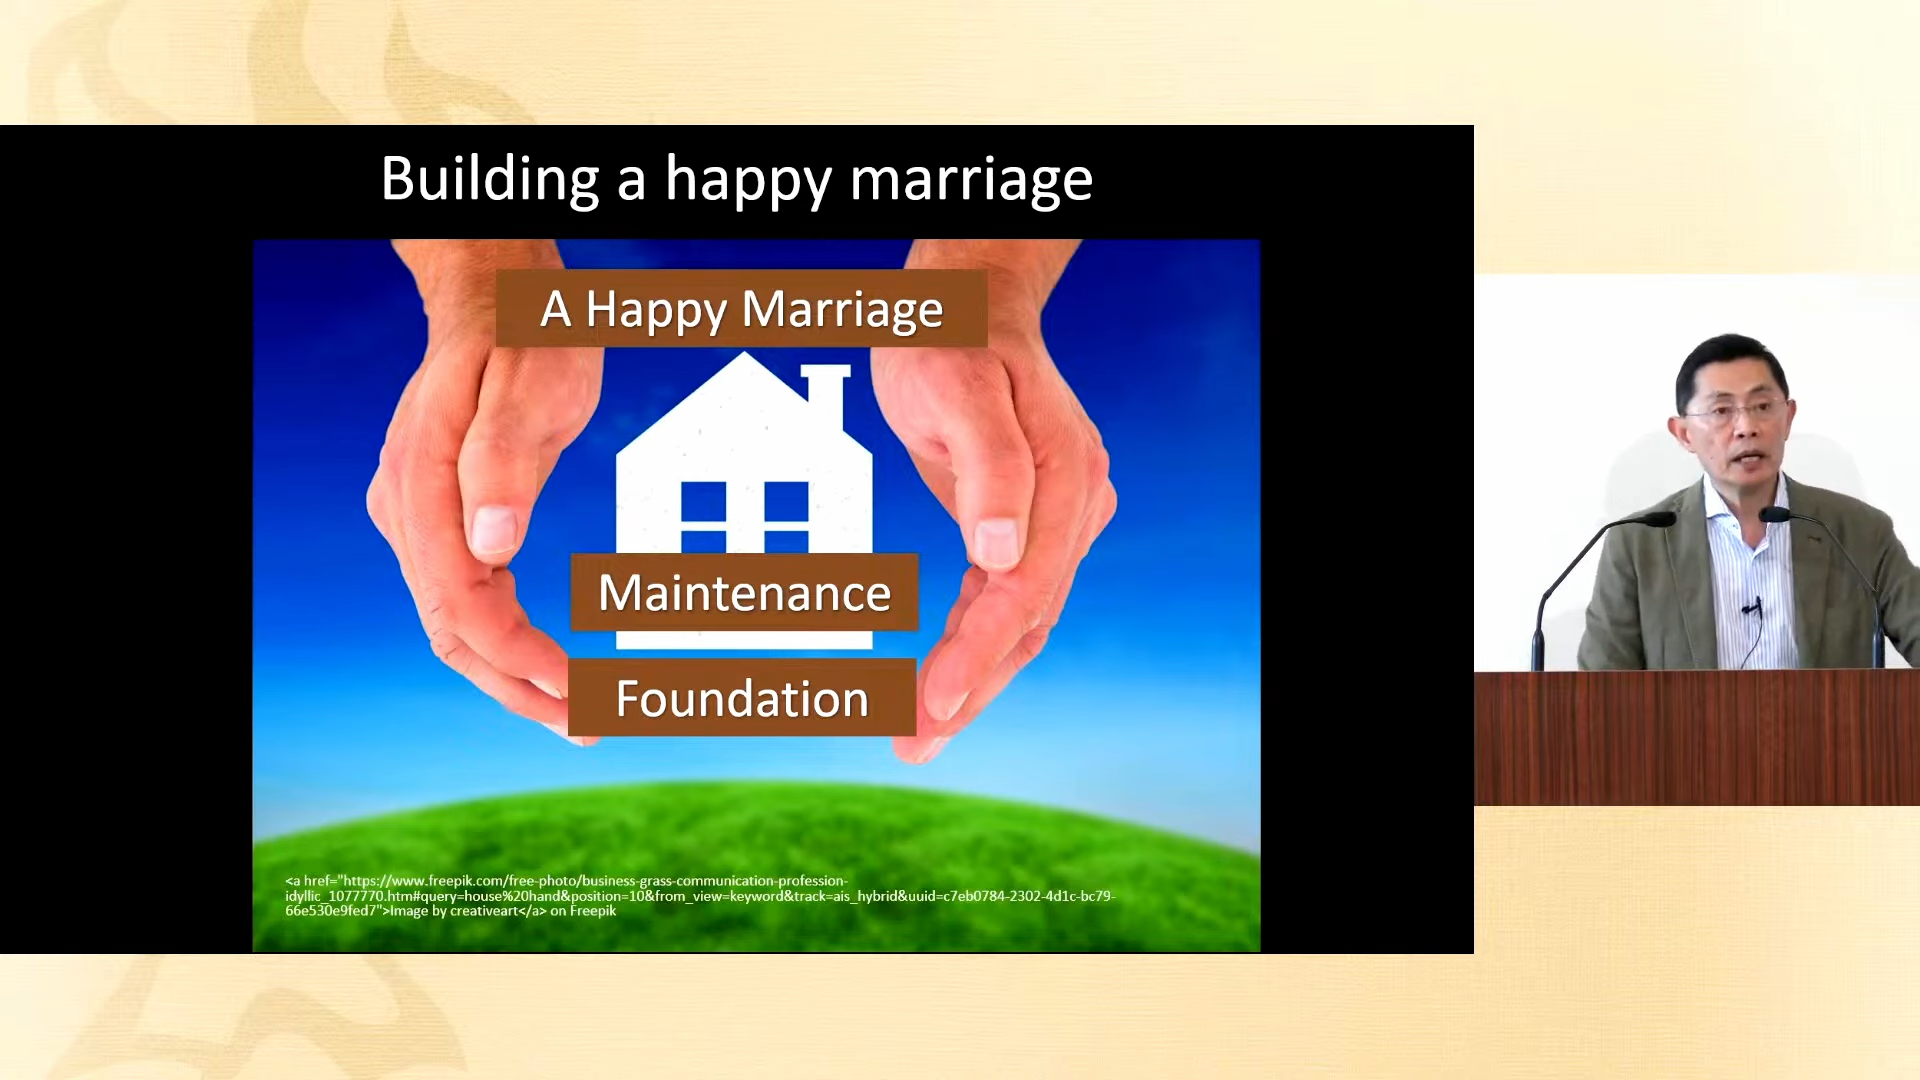 Building a happy marriage
A Happy Marriage
Maintenance
Foundation
<a href="https://www.freepik.com/free-photo/business-grass-communication-profession-
idyllic_1077770.htm#query=house%20hand&position=10&from_view=keyword&track=ais_hybrid&uuid=c7eb0784-2302-4d1c-bc79-
66e530e9fed7">Image by creativeart</a> on Freepik